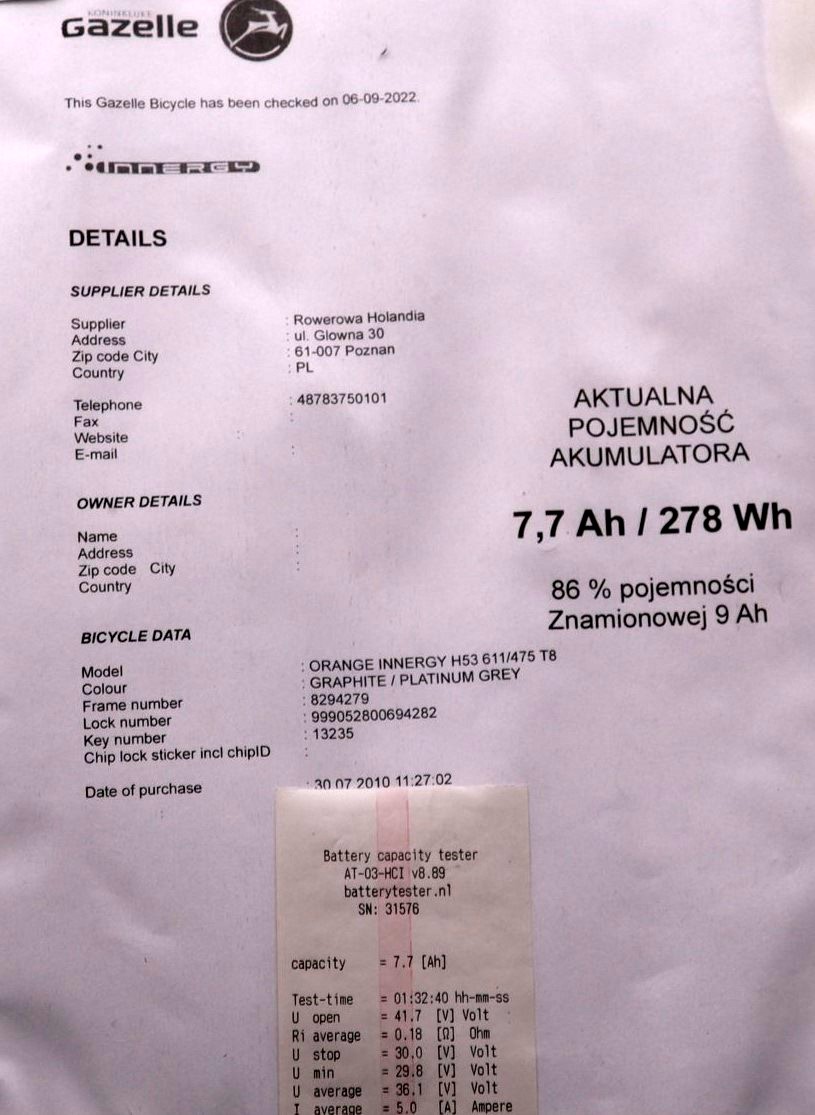 KONINKLIJKE
Gazelle
This Gazelle Bicycle has been checked on 06-09-2022.
INNERGY
DETAILS
SUPPLIER DETAILS
Supplier : Rowerowa Holandia
Address : ul. Glowna 30
Zip code City : 61-007 Poznan
Country : PL
Telephone : 48783750101
Fax :
Website :
E-mail :
AKTUALNA
POJEMNOŚĆ
AKUMULATORA
7,7 Ah / 278 Wh
86 % pojemności
Znamionowej 9 Ah
OWNER DETAILS
Name :
Address :
Zip code City :
Country
BICYCLE DATA
Model : ORANGE INNERGY H53 611/475 T8
Colour : GRAPHITE / PLATINUM GREY
Frame number : 8294279
Lock number : 999052800694282
Key number : 13235
Chip lock sticker incl chipID :
Date of purchase : 30 07 2010 11:27:02
Battery capacity tester
AT-03-HCI v8.89
batterytester.nl
SN: 31576
capacity = 7.7 [Ah]
Test-time = 01:32:40 hh-mm-ss
U open = 41.7 [V] Volt
Ri average = 0.18 [Ω] Ohm
U stop = 30.0 [V] Volt
U min = 29.8 [V] Volt
U average = 36.1 [V] Volt
I average = 5.0 [A] Ampere